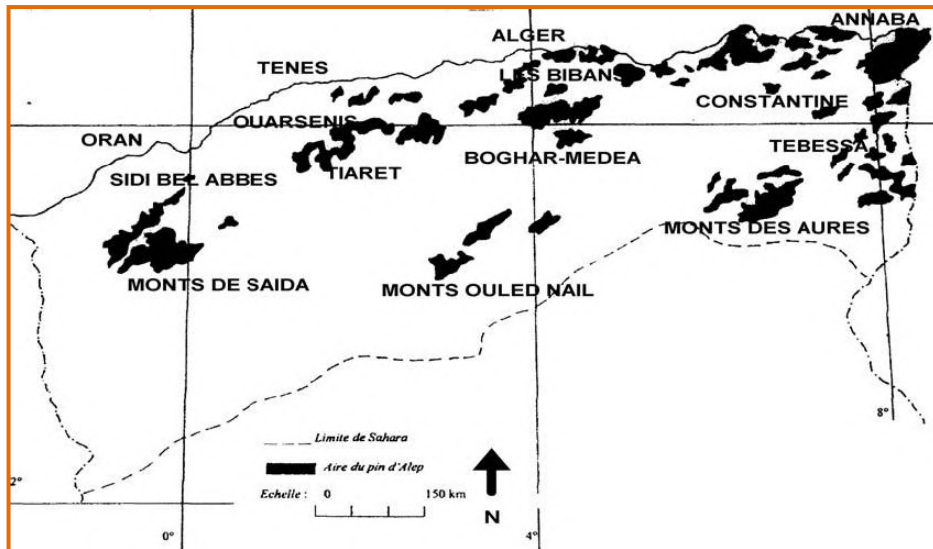 ANNABA
ALGER
TENES
LES BIBANS
CONSTANTINE
OUARSENIS
ORAN
TEBESSA
BOGHAR-MEDEA
TIARET
SIDI BEL ABBES
MONTS DES AURES
MONTS DE SAIDA
MONTS OULED NAIL
8°
Limite de Sahara
Aire du pin d'Alep
Echelle : 0 150 km
2°
N
0°
4°